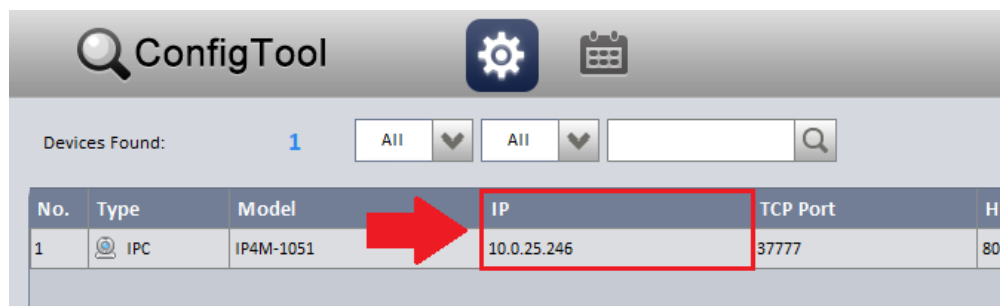 ConfigTool
Devices Found: 1 All All
No. Type Model IP TCP Port H
1 IPC IP4M-1051 10.0.25.246 37777 80